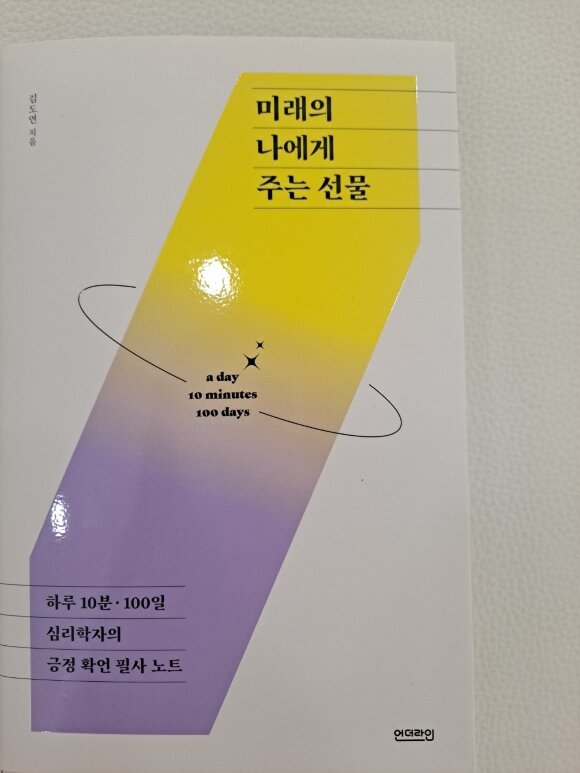 김도연 지음
미래의
나에게
주는 선물
a day
10 minutes
100 days
하루 10분·100일
심리학자의
긍정 확언 필사 노트
언더라인